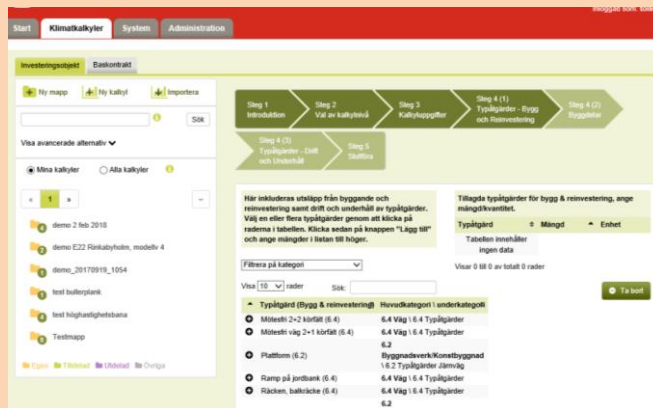 Inloggad som:
Start
Klimatkalkyler
System
Administration
Investeringsobjekt
Baskontrakt
Ny mapp
Ny kalkyl
Importera
Sök
Visa avancerade alternativ
Mina kalkyler
Alla kalkyler
« 1 »
demo 2 feb 2018
demo E22 Rinkabyholm, modellv 4
demo_20170919_1054
test bullerplank
test höghastighetsbana
Testmapp
Egen
Tilldelad
Utdelad
Övriga
Steg 1
Introduktion
Steg 2
Val av kalkylnivå
Steg 3
Kalkyluppgifter
Steg 4 (1)
Typåtgärder - Bygg
och Reinvestering
Steg 4 (2)
Byggdelar
Steg 4 (3)
Typåtgärder - Drift
och Underhåll
Steg 5
Slutföra
Här inkluderas utsläpp från byggande och
reinvestering samt drift och underhåll av typåtgärder.
Välj en eller flera typåtgärder genom att klicka på
raderna i tabellen. Klicka sedan på knappen "Lägg till"
och ange mängder i listan till höger.
Filtrera på kategori
Visa 10 rader
Sök:
Typåtgärd (Bygg & reinvestering)
Huvudkategori \ underkategori
Mötesfri 2+2 körfält (6.4)
6.4 Väg \ 6.4 Typåtgärder
Mötesfri väg 2+1 körfält (6.4)
6.4 Väg \ 6.4 Typåtgärder
Plattform (6.2)
6.2
Byggnadsverk/Konstbyggnad
\ 6.2 Typåtgärder Järnväg
Ramp på jordbank (6.4)
6.4 Väg \ 6.4 Typåtgärder
Räcken, balkräcke (6.4)
6.4 Väg \ 6.4 Typåtgärder
6.2
Tillagda typåtgärder för bygg & reinvestering, ange
mängd/kvantitet.
Typåtgärd
Mängd
Enhet
Tabellen innehåller
ingen data
Visar 0 till 0 av totalt 0 rader
Ta bort